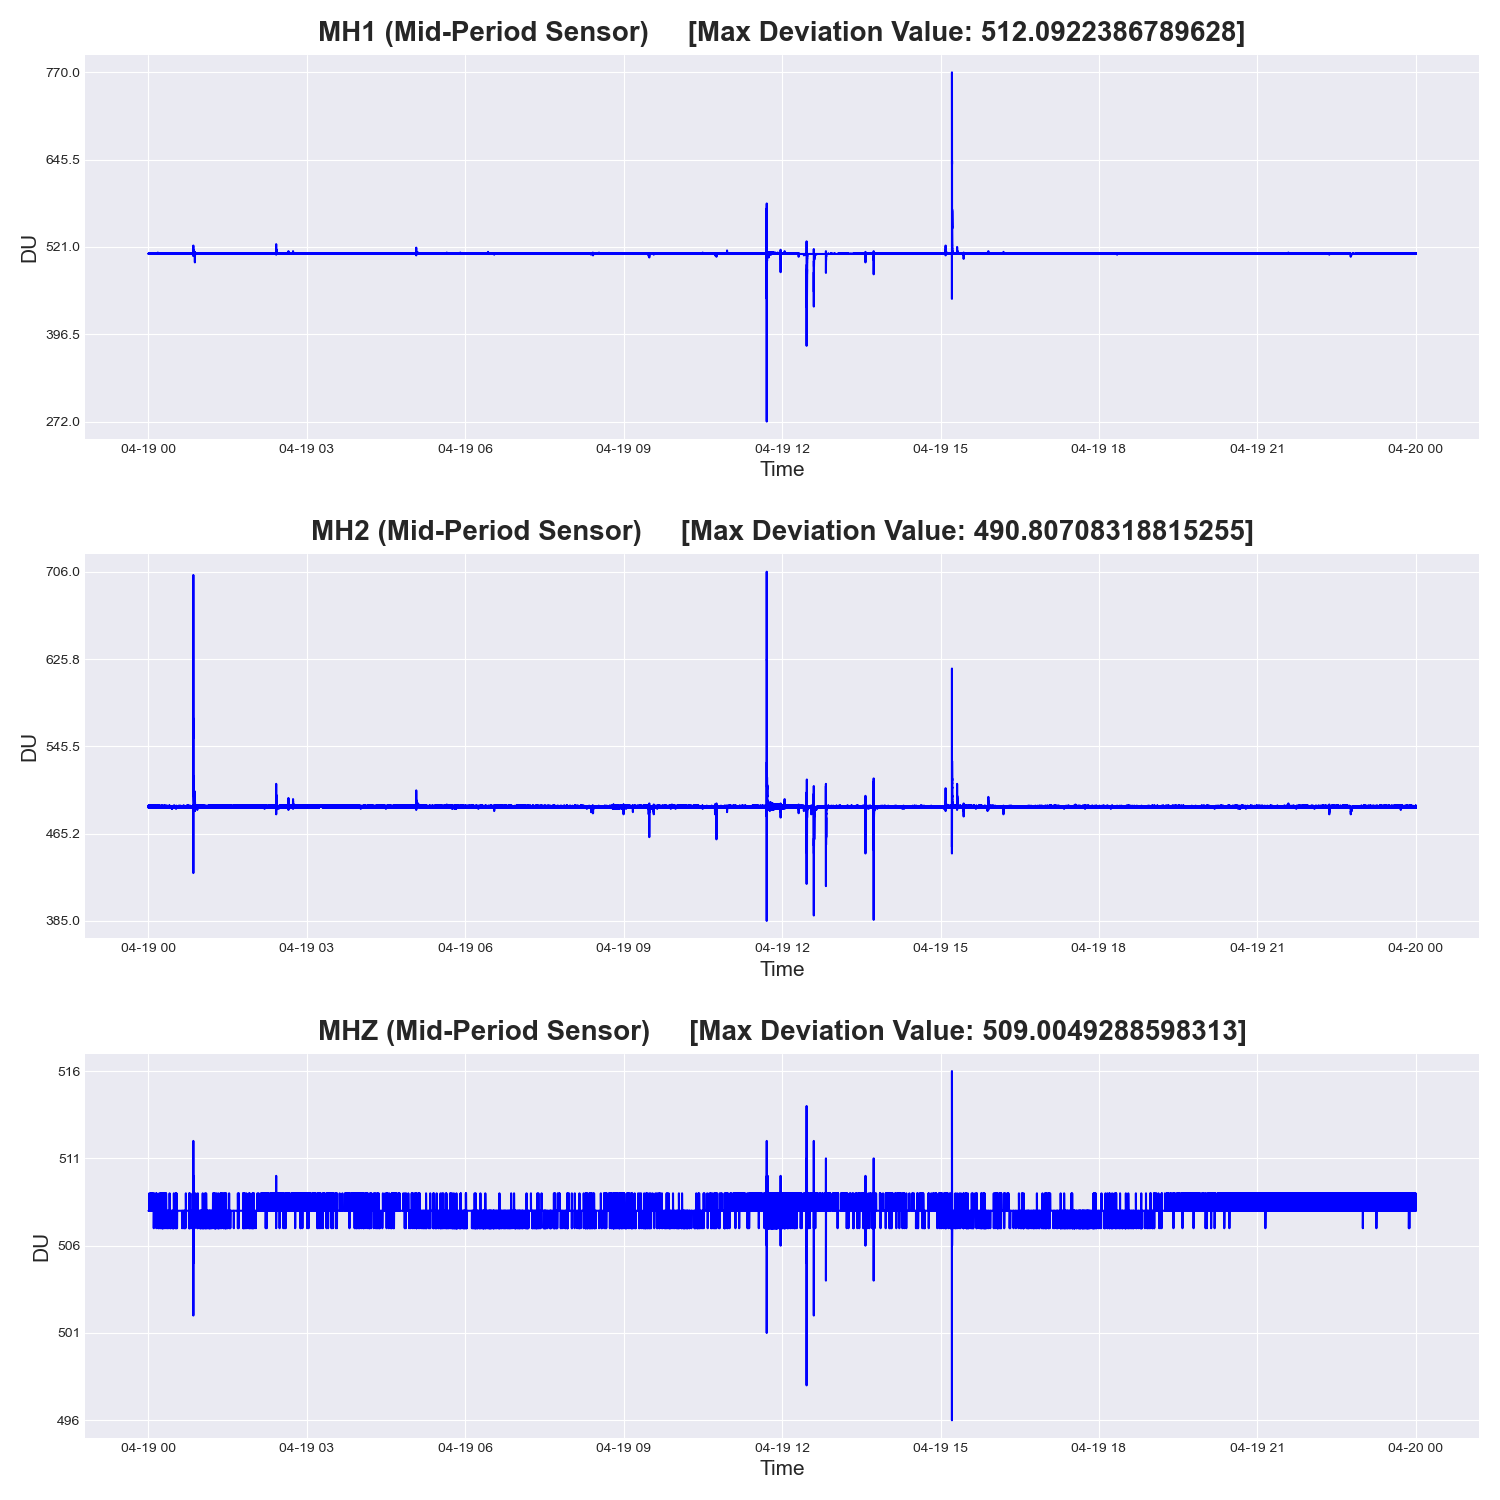 MH1 (Mid-Period Sensor) [Max Deviation Value: 512.0922386789628]
770.0
645.5
521.0
396.5
272.0
DU
04-19 00 04-19 03 04-19 06 04-19 09 04-19 12 04-19 15 04-19 18 04-19 21 04-20 00
Time
MH2 (Mid-Period Sensor) [Max Deviation Value: 490.80708318815255]
706.0
625.8
545.5
465.2
385.0
DU
04-19 00 04-19 03 04-19 06 04-19 09 04-19 12 04-19 15 04-19 18 04-19 21 04-20 00
Time
MHZ (Mid-Period Sensor) [Max Deviation Value: 509.0049288598313]
516
511
506
501
496
DU
04-19 00 04-19 03 04-19 06 04-19 09 04-19 12 04-19 15 04-19 18 04-19 21 04-20 00
Time